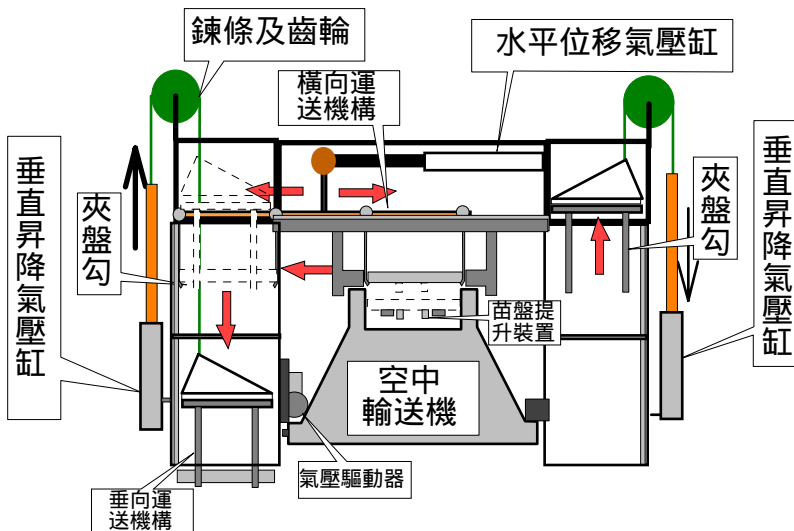 鍊條及齒輪
水平位移氣壓缸
橫向運
送機構
垂直昇降氣壓缸
夾盤勾
夾盤勾
垂直昇降氣壓缸
苗盤提
升裝置
空中
輸送機
氣壓驅動器
垂向運
送機構